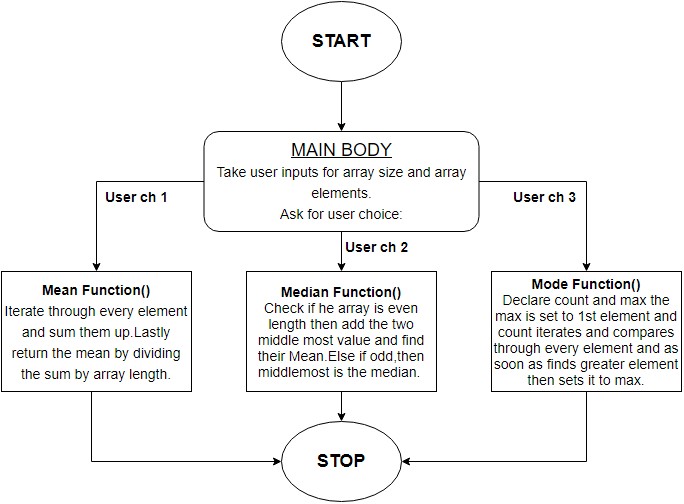 START
MAIN BODY
Take user inputs for array size and array
elements.
Ask for user choice:
User ch 1
User ch 3
User ch 2
Mean Function()
Iterate through every element
and sum them up.Lastly
return the mean by dividing
the sum by array length.
Median Function()
Check if he array is even
length then add the two
middle most value and find
their Mean.Else if odd,then
middlemost is the median.
Mode Function()
Declare count and max the
max is set to 1st element and
count iterates and compares
through every element and as
soon as finds greater element
then sets it to max.
STOP